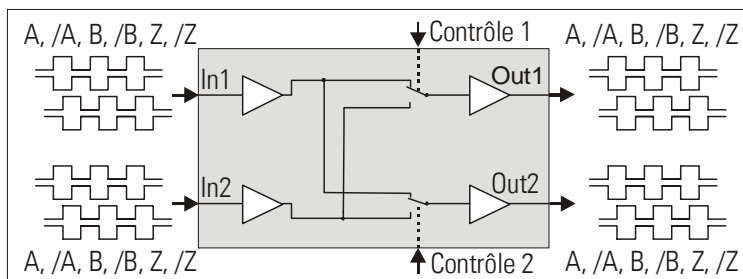 A, /A, B, /B, Z, /Z
Contrôle 1
A, /A, B, /B, Z, /Z
In1
Out1
In2
Out2
A, /A, B, /B, Z, /Z
Contrôle 2
A, /A, B, /B, Z, /Z